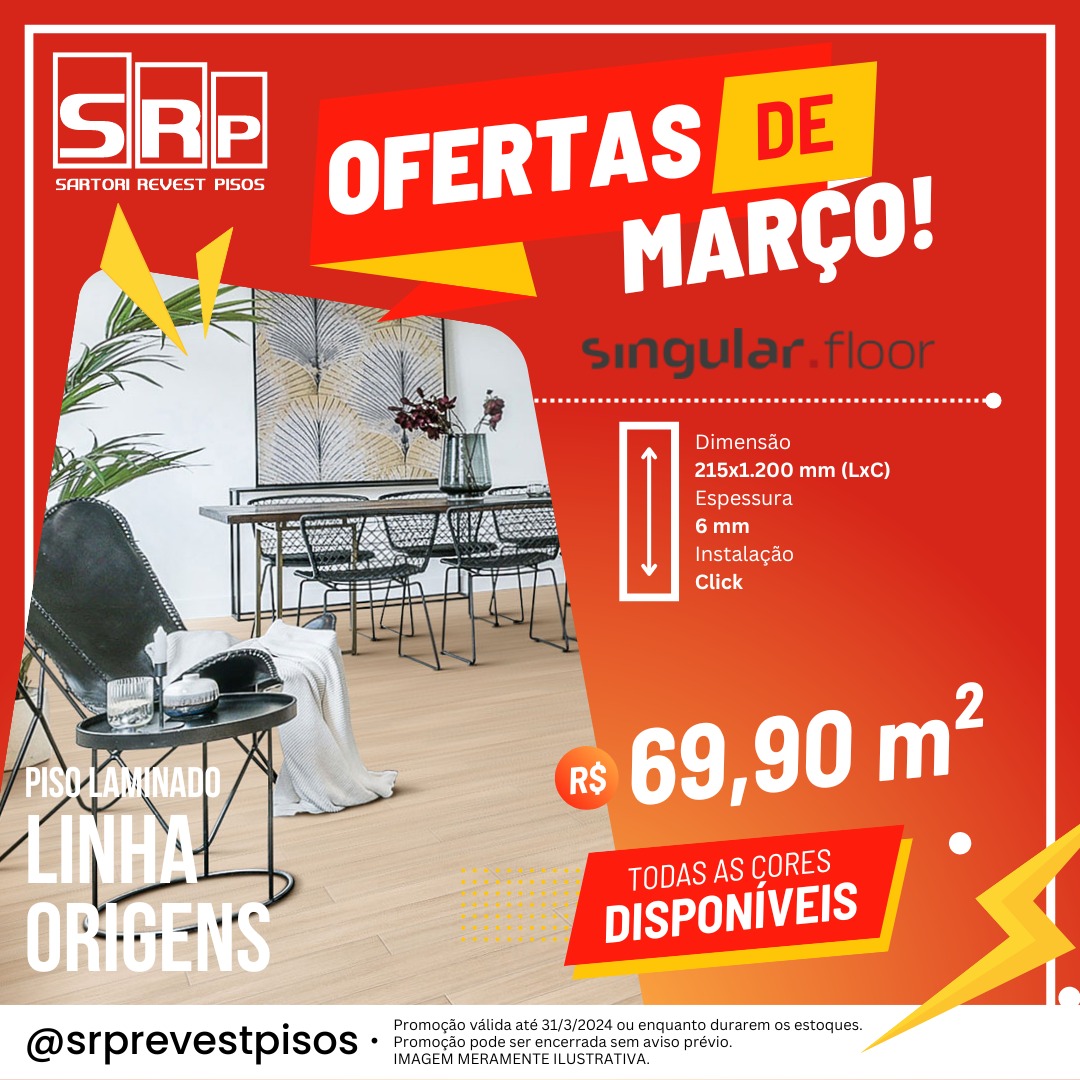 SRP
SARTORI REVEST PISOS
OFERTAS DE
MARÇO!
singular.floor
Dimensão
215x1.200 mm (LxC)
Espessura
6 mm
Instalação
Click
R$ 69,90 m²
PISO LAMINADO
LINHA
ORIGENS
TODAS AS CORES
DISPONÍVEIS
@srprevestpisos •
Promoção válida até 31/3/2024 ou enquanto durarem os estoques.
Promoção pode ser encerrada sem aviso prévio.
IMAGEM MERAMENTE ILUSTRATIVA.